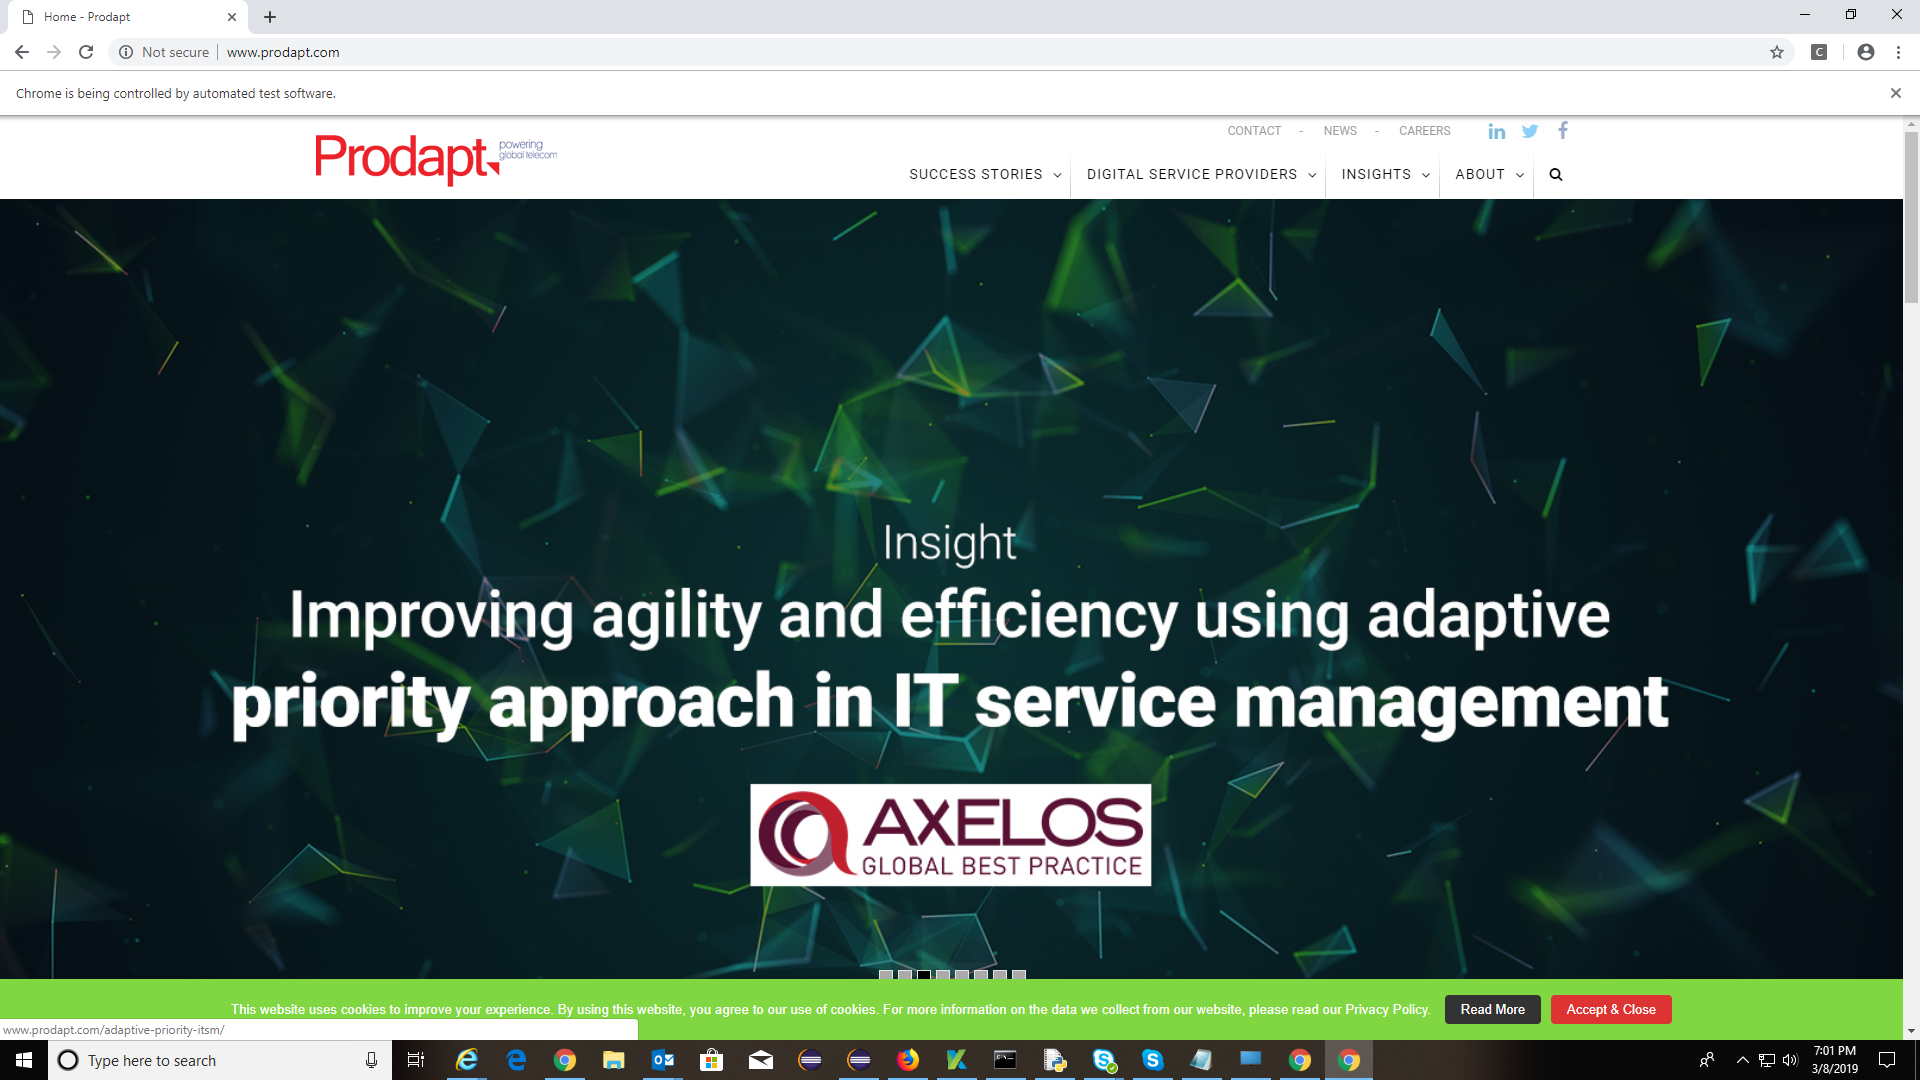 Home - Prodapt
Not secure
www.prodapt.com
C
Chrome is being controlled by automated test software.
Prodapt
powering
global telecom
CONTACT - NEWS - CAREERS
SUCCESS STORIES
DIGITAL SERVICE PROVIDERS
INSIGHTS
ABOUT
Insight
Improving agility and efficiency using adaptive
priority approach in IT service management
AXELOS
GLOBAL BEST PRACTICE
This website uses cookies to improve your experience. By using this website, you agree to our use of cookies. For more information on the data we collect from our website, please read our Privacy Policy.
Read More
Accept & Close
www.prodapt.com/adaptive-priority-itsm/
Type here to search
7:01 PM
3/8/2019